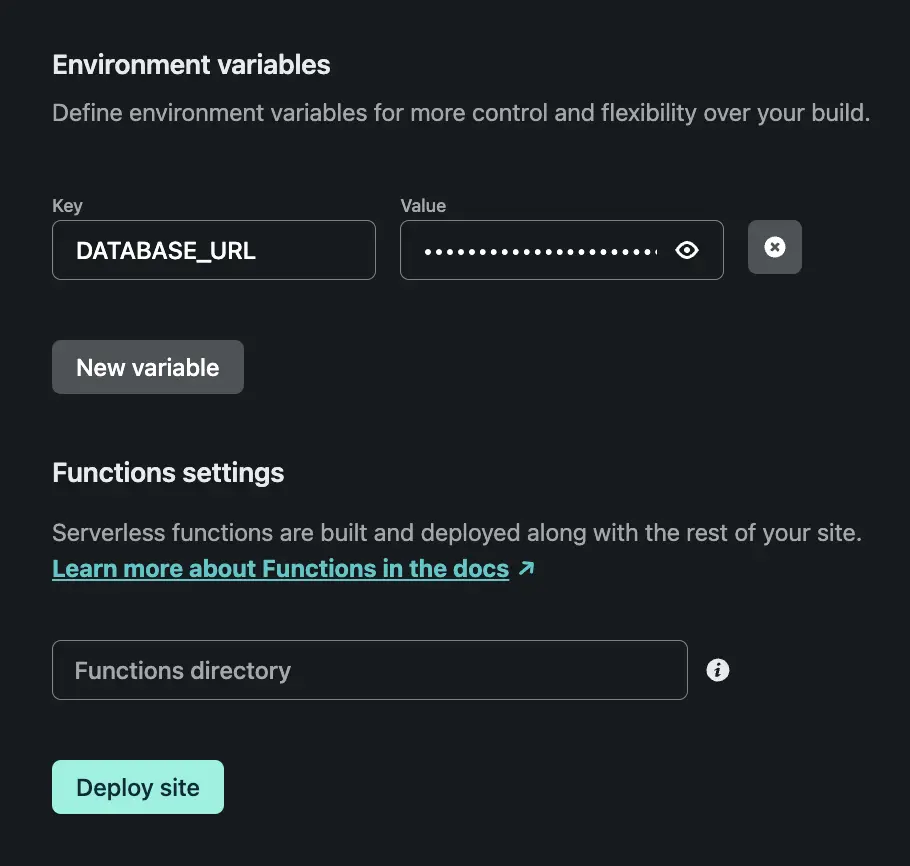 Environment variables
Define environment variables for more control and flexibility over your build.
Key
Value
DATABASE_URL
••••••••••••••••••••••
New variable
Functions settings
Serverless functions are built and deployed along with the rest of your site.
Learn more about Functions in the docs ↗
Functions directory
Deploy site